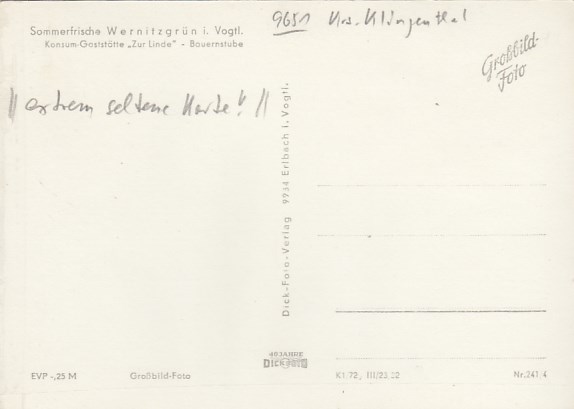 Sommerfrische Wernitzgrün i. Vogtl.
Konsum-Gaststätte „Zur Linde" - Bauernstube
9651 Krs. Klingenthal
Großbild-
Foto
!! extrem seltene Karte! !!
Dick-Foto-Verlag 9934 Erlbach i. Vogtl.
40 JAHRE
DICK FOTO
EVP -,25 M
Großbild-Foto
K1/72, III/23/22
Nr. 241/4